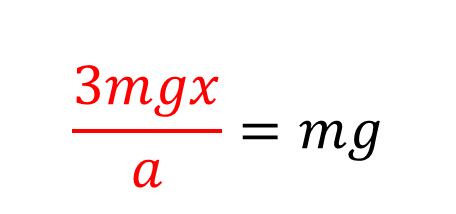 3mgx/a = mg